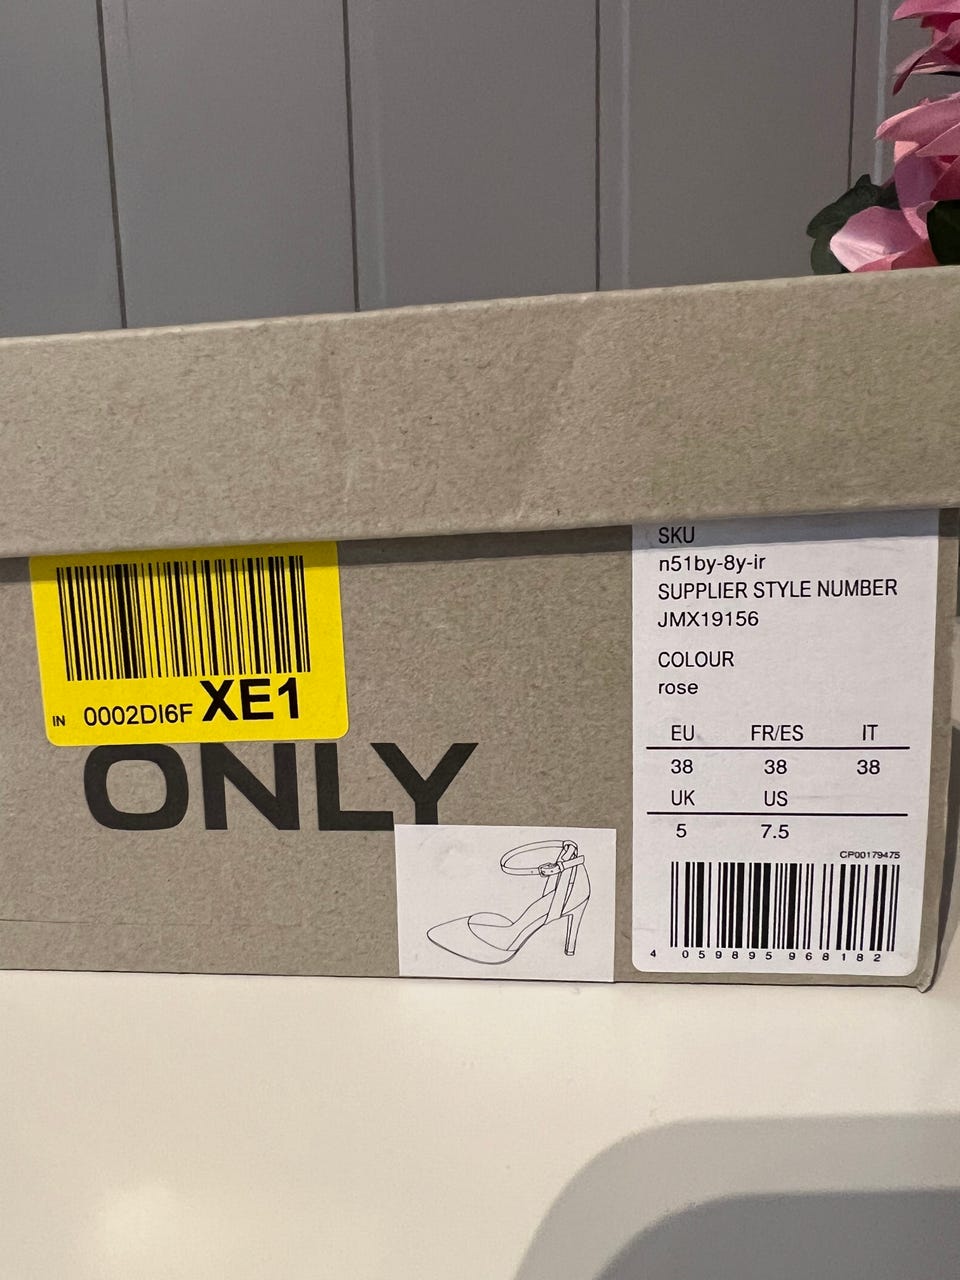 IN 0002DI6F XE1
ONLY
SKU
n51by-8y-ir
SUPPLIER STYLE NUMBER
JMX19156
COLOUR
rose
EU FR/ES IT
38 38 38
UK US
5 7.5
CP00179475
4 059895 968182